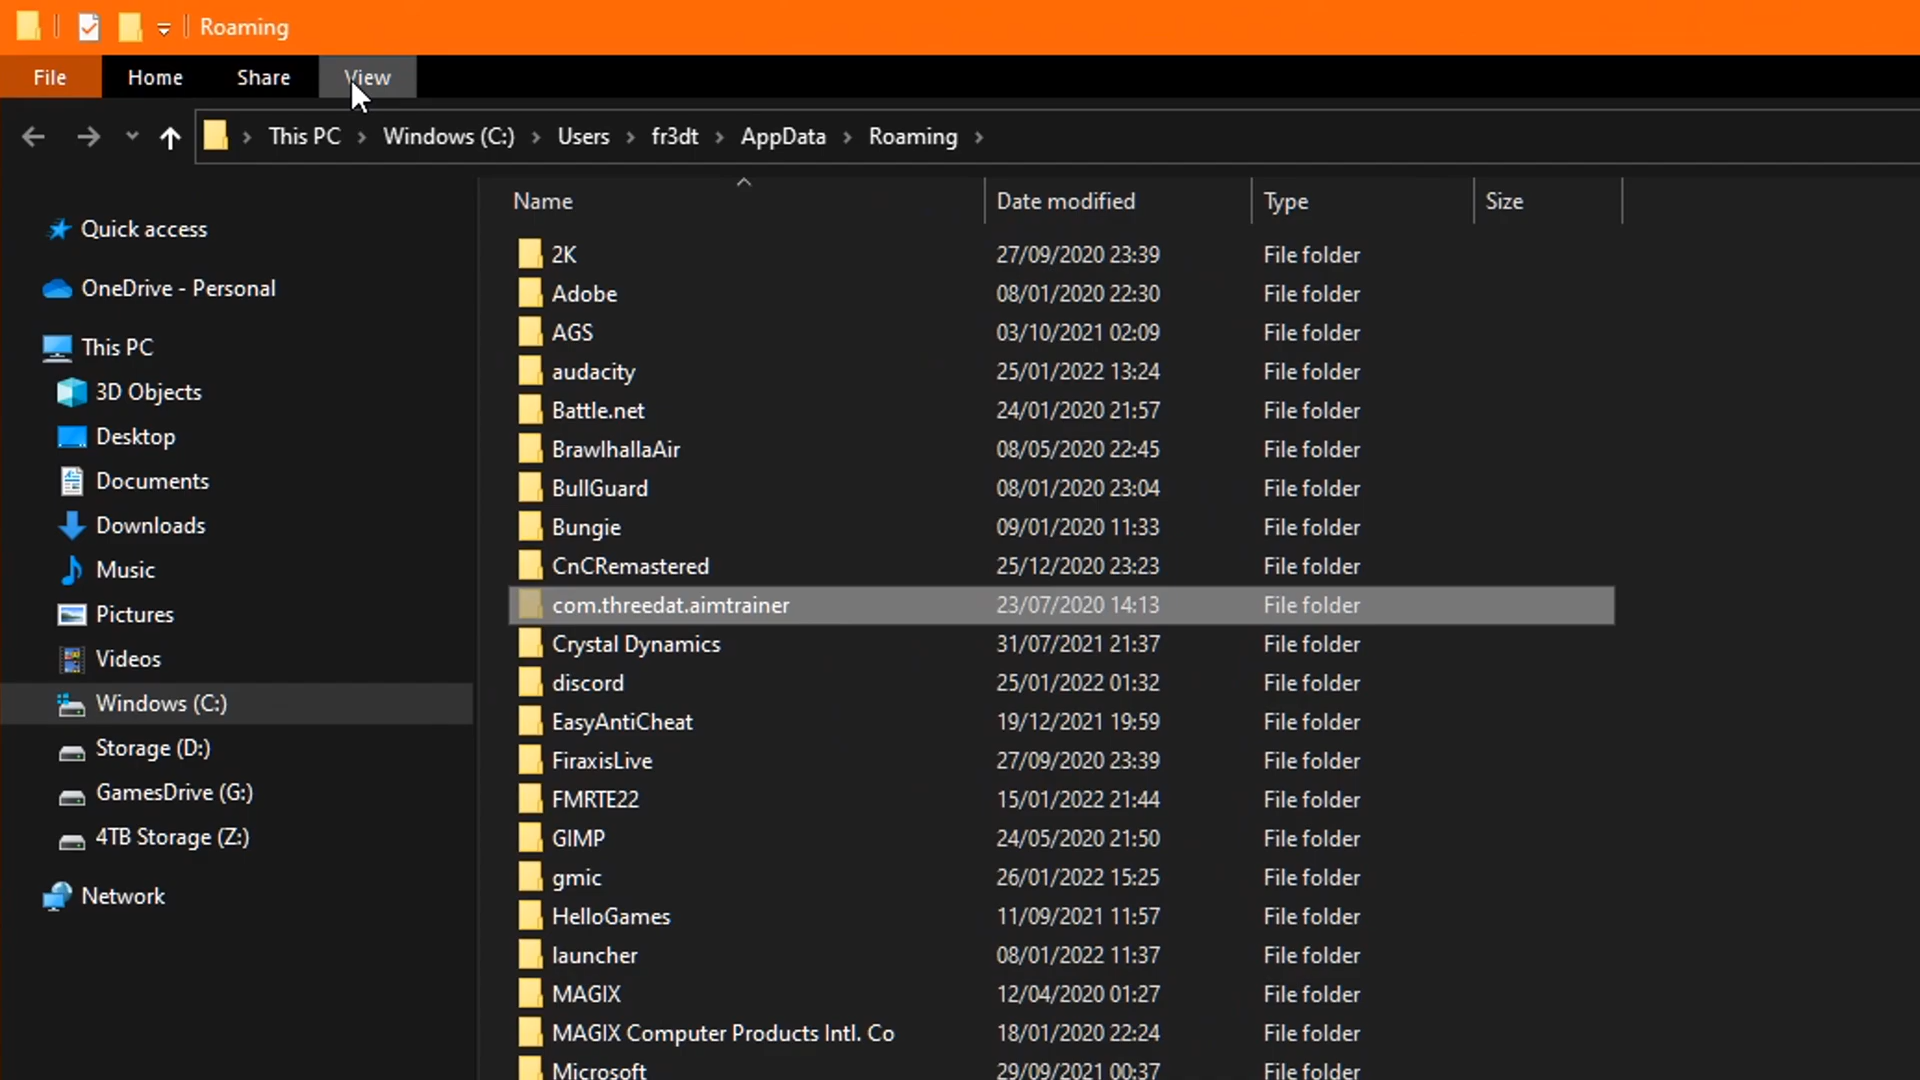 Roaming
File Home Share View
This PC Windows (C:) Users fr3dt AppData Roaming
Name Date modified Type Size
Quick access
OneDrive - Personal
This PC
3D Objects
Desktop
Documents
Downloads
Music
Pictures
Videos
Windows (C:)
Storage (D:)
GamesDrive (G:)
4TB Storage (Z:)
Network
2K 27/09/2020 23:39 File folder
Adobe 08/01/2020 22:30 File folder
AGS 03/10/2021 02:09 File folder
audacity 25/01/2022 13:24 File folder
Battle.net 24/01/2020 21:57 File folder
BrawlhallaAir 08/05/2020 22:45 File folder
BullGuard 08/01/2020 23:04 File folder
Bungie 09/01/2020 11:33 File folder
CnCRemastered 25/12/2020 23:23 File folder
com.threedat.aimtrainer 23/07/2020 14:13 File folder
Crystal Dynamics 31/07/2021 21:37 File folder
discord 25/01/2022 01:32 File folder
EasyAntiCheat 19/12/2021 19:59 File folder
FiraxisLive 27/09/2020 23:39 File folder
FMRTE22 15/01/2022 21:44 File folder
GIMP 24/05/2020 21:50 File folder
gmic 26/01/2022 15:25 File folder
HelloGames 11/09/2021 11:57 File folder
launcher 08/01/2022 11:37 File folder
MAGIX 12/04/2020 01:27 File folder
MAGIX Computer Products Intl. Co 18/01/2020 22:24 File folder
Microsoft 29/09/2021 00:37 File folder